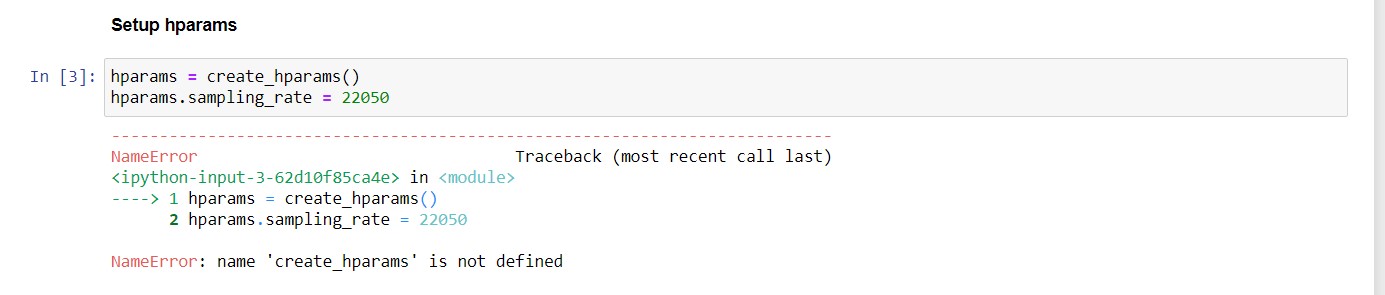 Setup hparams
In [3]: hparams = create_hparams()
hparams.sampling_rate = 22050
---------------------------------------------------------------------------
NameError                                 Traceback (most recent call last)
<ipython-input-3-62d10f85ca4e> in <module>
----> 1 hparams = create_hparams()
      2 hparams.sampling_rate = 22050

NameError: name 'create_hparams' is not defined